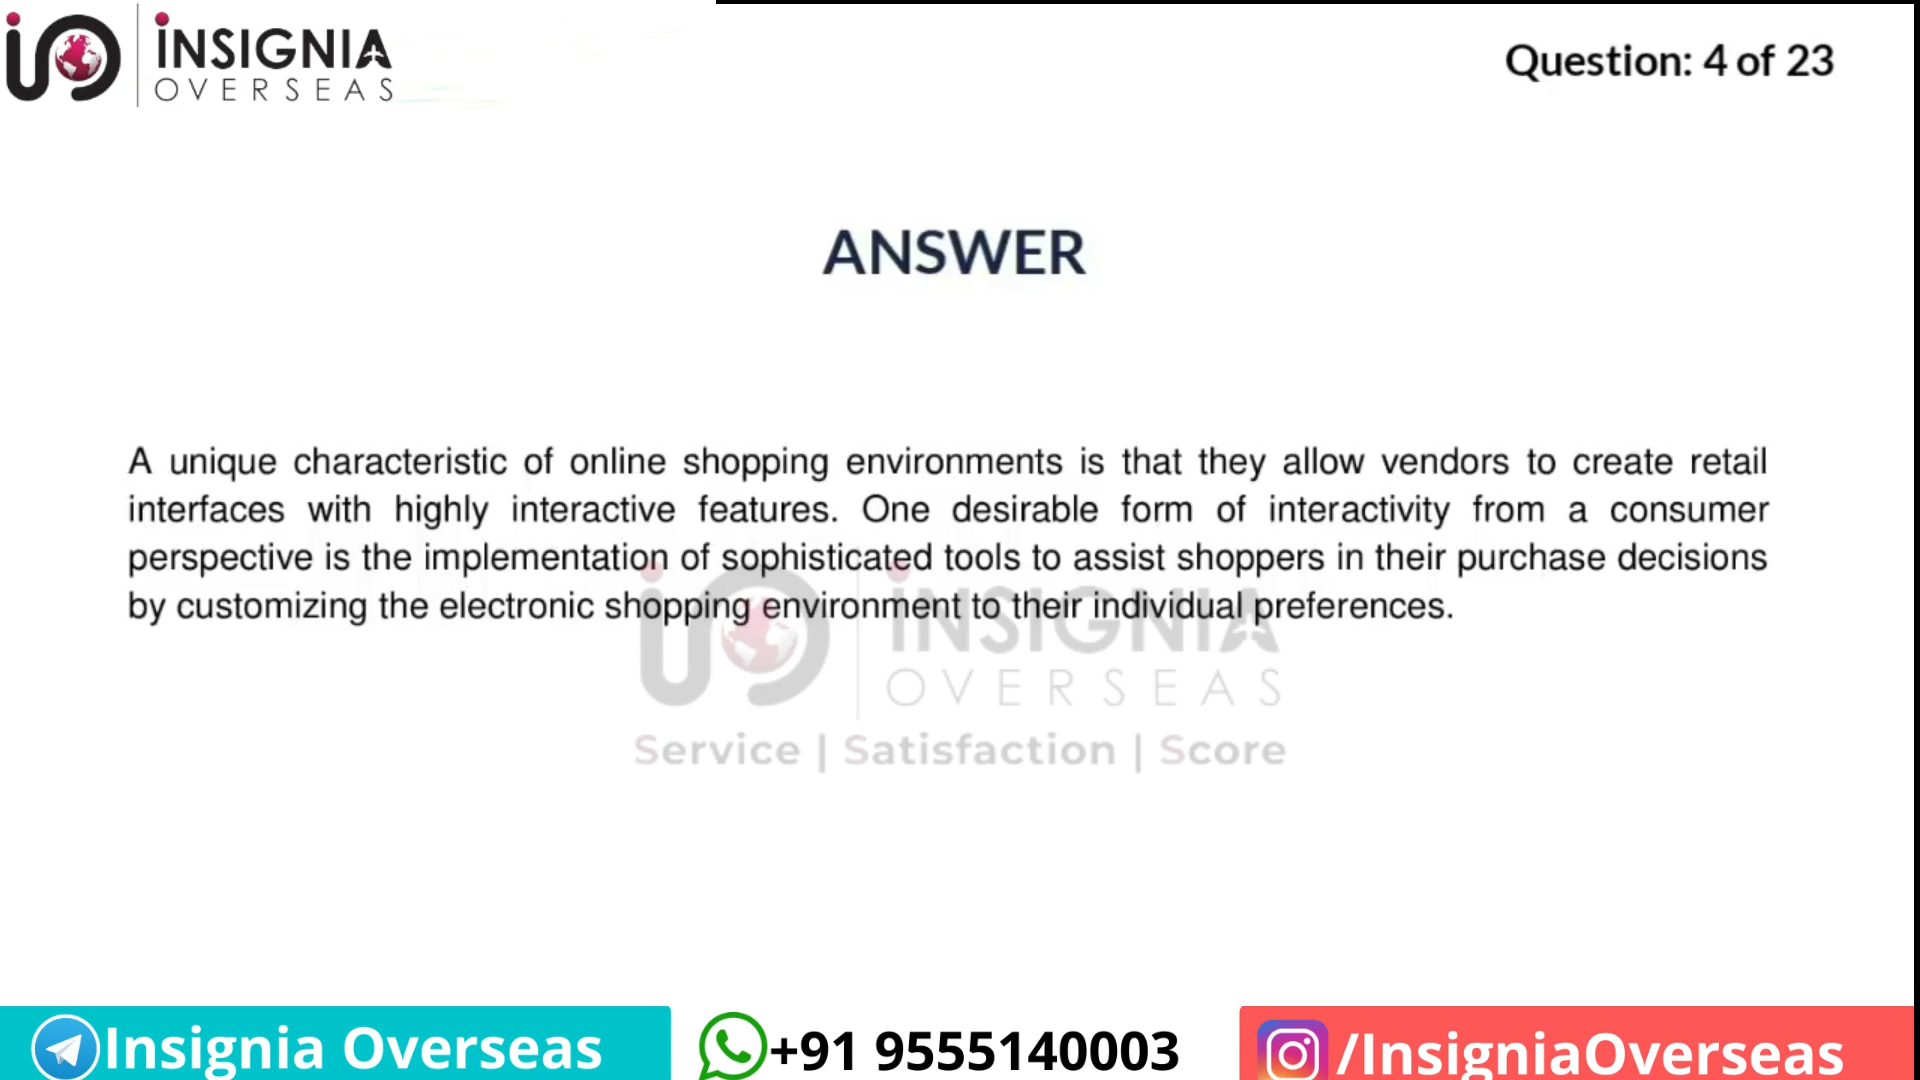 INSIGNIA
OVERSEAS
Question: 4 of 23
ANSWER
A unique characteristic of online shopping environments is that they allow vendors to create retail
interfaces with highly interactive features. One desirable form of interactivity from a consumer
perspective is the implementation of sophisticated tools to assist shoppers in their purchase decisions
by customizing the electronic shopping environment to their individual preferences.
INSIGNIA
OVERSEAS
Service | Satisfaction | Score
Insignia Overseas
+91 9555140003
/InsigniaOverseas